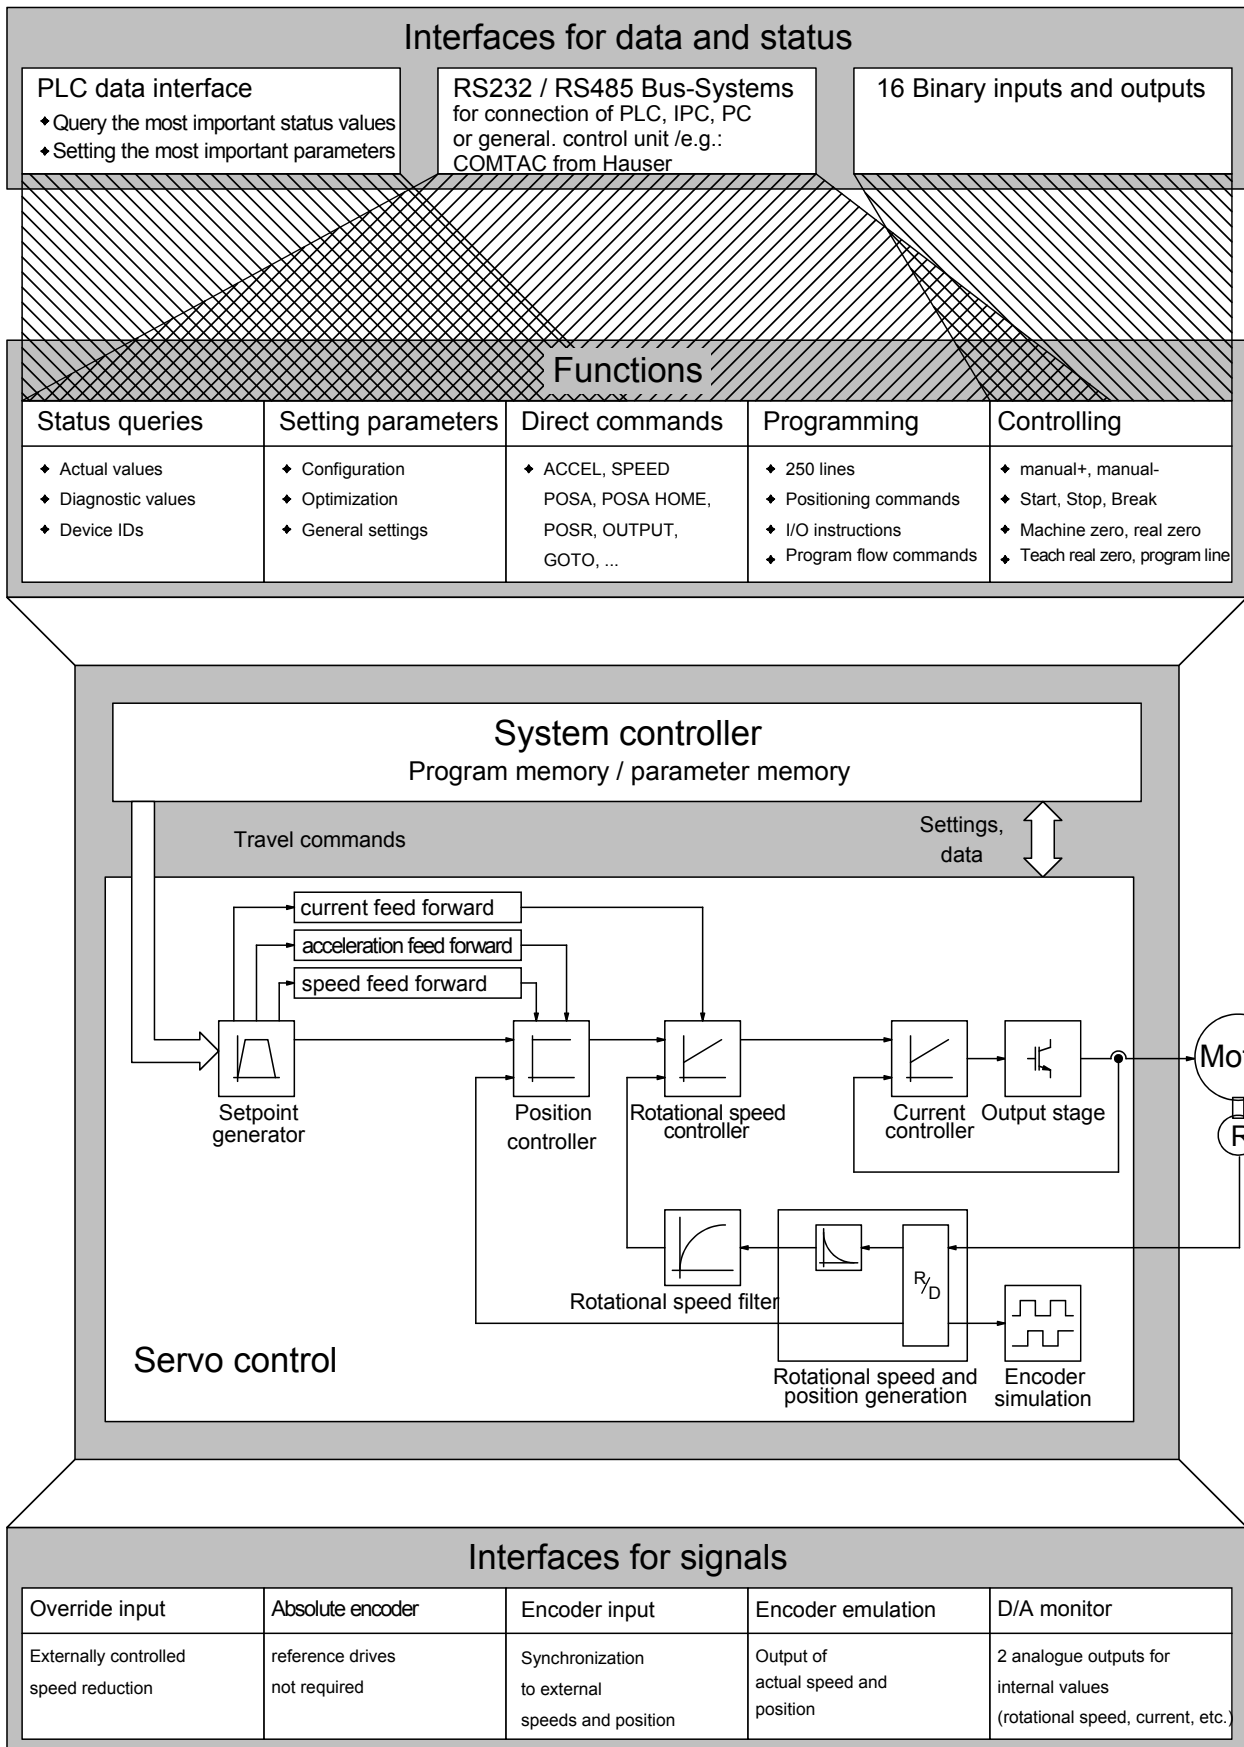 Interfaces for data and status
PLC data interface
Query the most important status values
Setting the most important parameters
RS232 / RS485 Bus-Systems
for connection of PLC, IPC, PC
or general. control unit /e.g.:
COMTAC from Hauser
16 Binary inputs and outputs
Functions
Status queries
Actual values
Diagnostic values
Device IDs
Setting parameters
Configuration
Optimization
General settings
Direct commands
ACCEL, SPEED
POSA, POSA HOME,
POSR, OUTPUT,
GOTO, ...
Programming
250 lines
Positioning commands
I/O instructions
Program flow commands
Controlling
manual+, manual-
Start, Stop, Break
Machine zero, real zero
Teach real zero, program line
System controller
Program memory / parameter memory
Travel commands
Settings,
data
current feed forward
acceleration feed forward
speed feed forward
Setpoint
generator
Position
controller
Rotational speed
controller
Current
controller
Output stage
Mot
R
Rotational speed filter
R/D
Rotational speed and
position generation
Encoder
simulation
Servo control
Interfaces for signals
Override input
Externally controlled
speed reduction
Absolute encoder
reference drives
not required
Encoder input
Synchronization
to external
speeds and position
Encoder emulation
Output of
actual speed and
position
D/A monitor
2 analogue outputs for
internal values
(rotational speed, current, etc.)